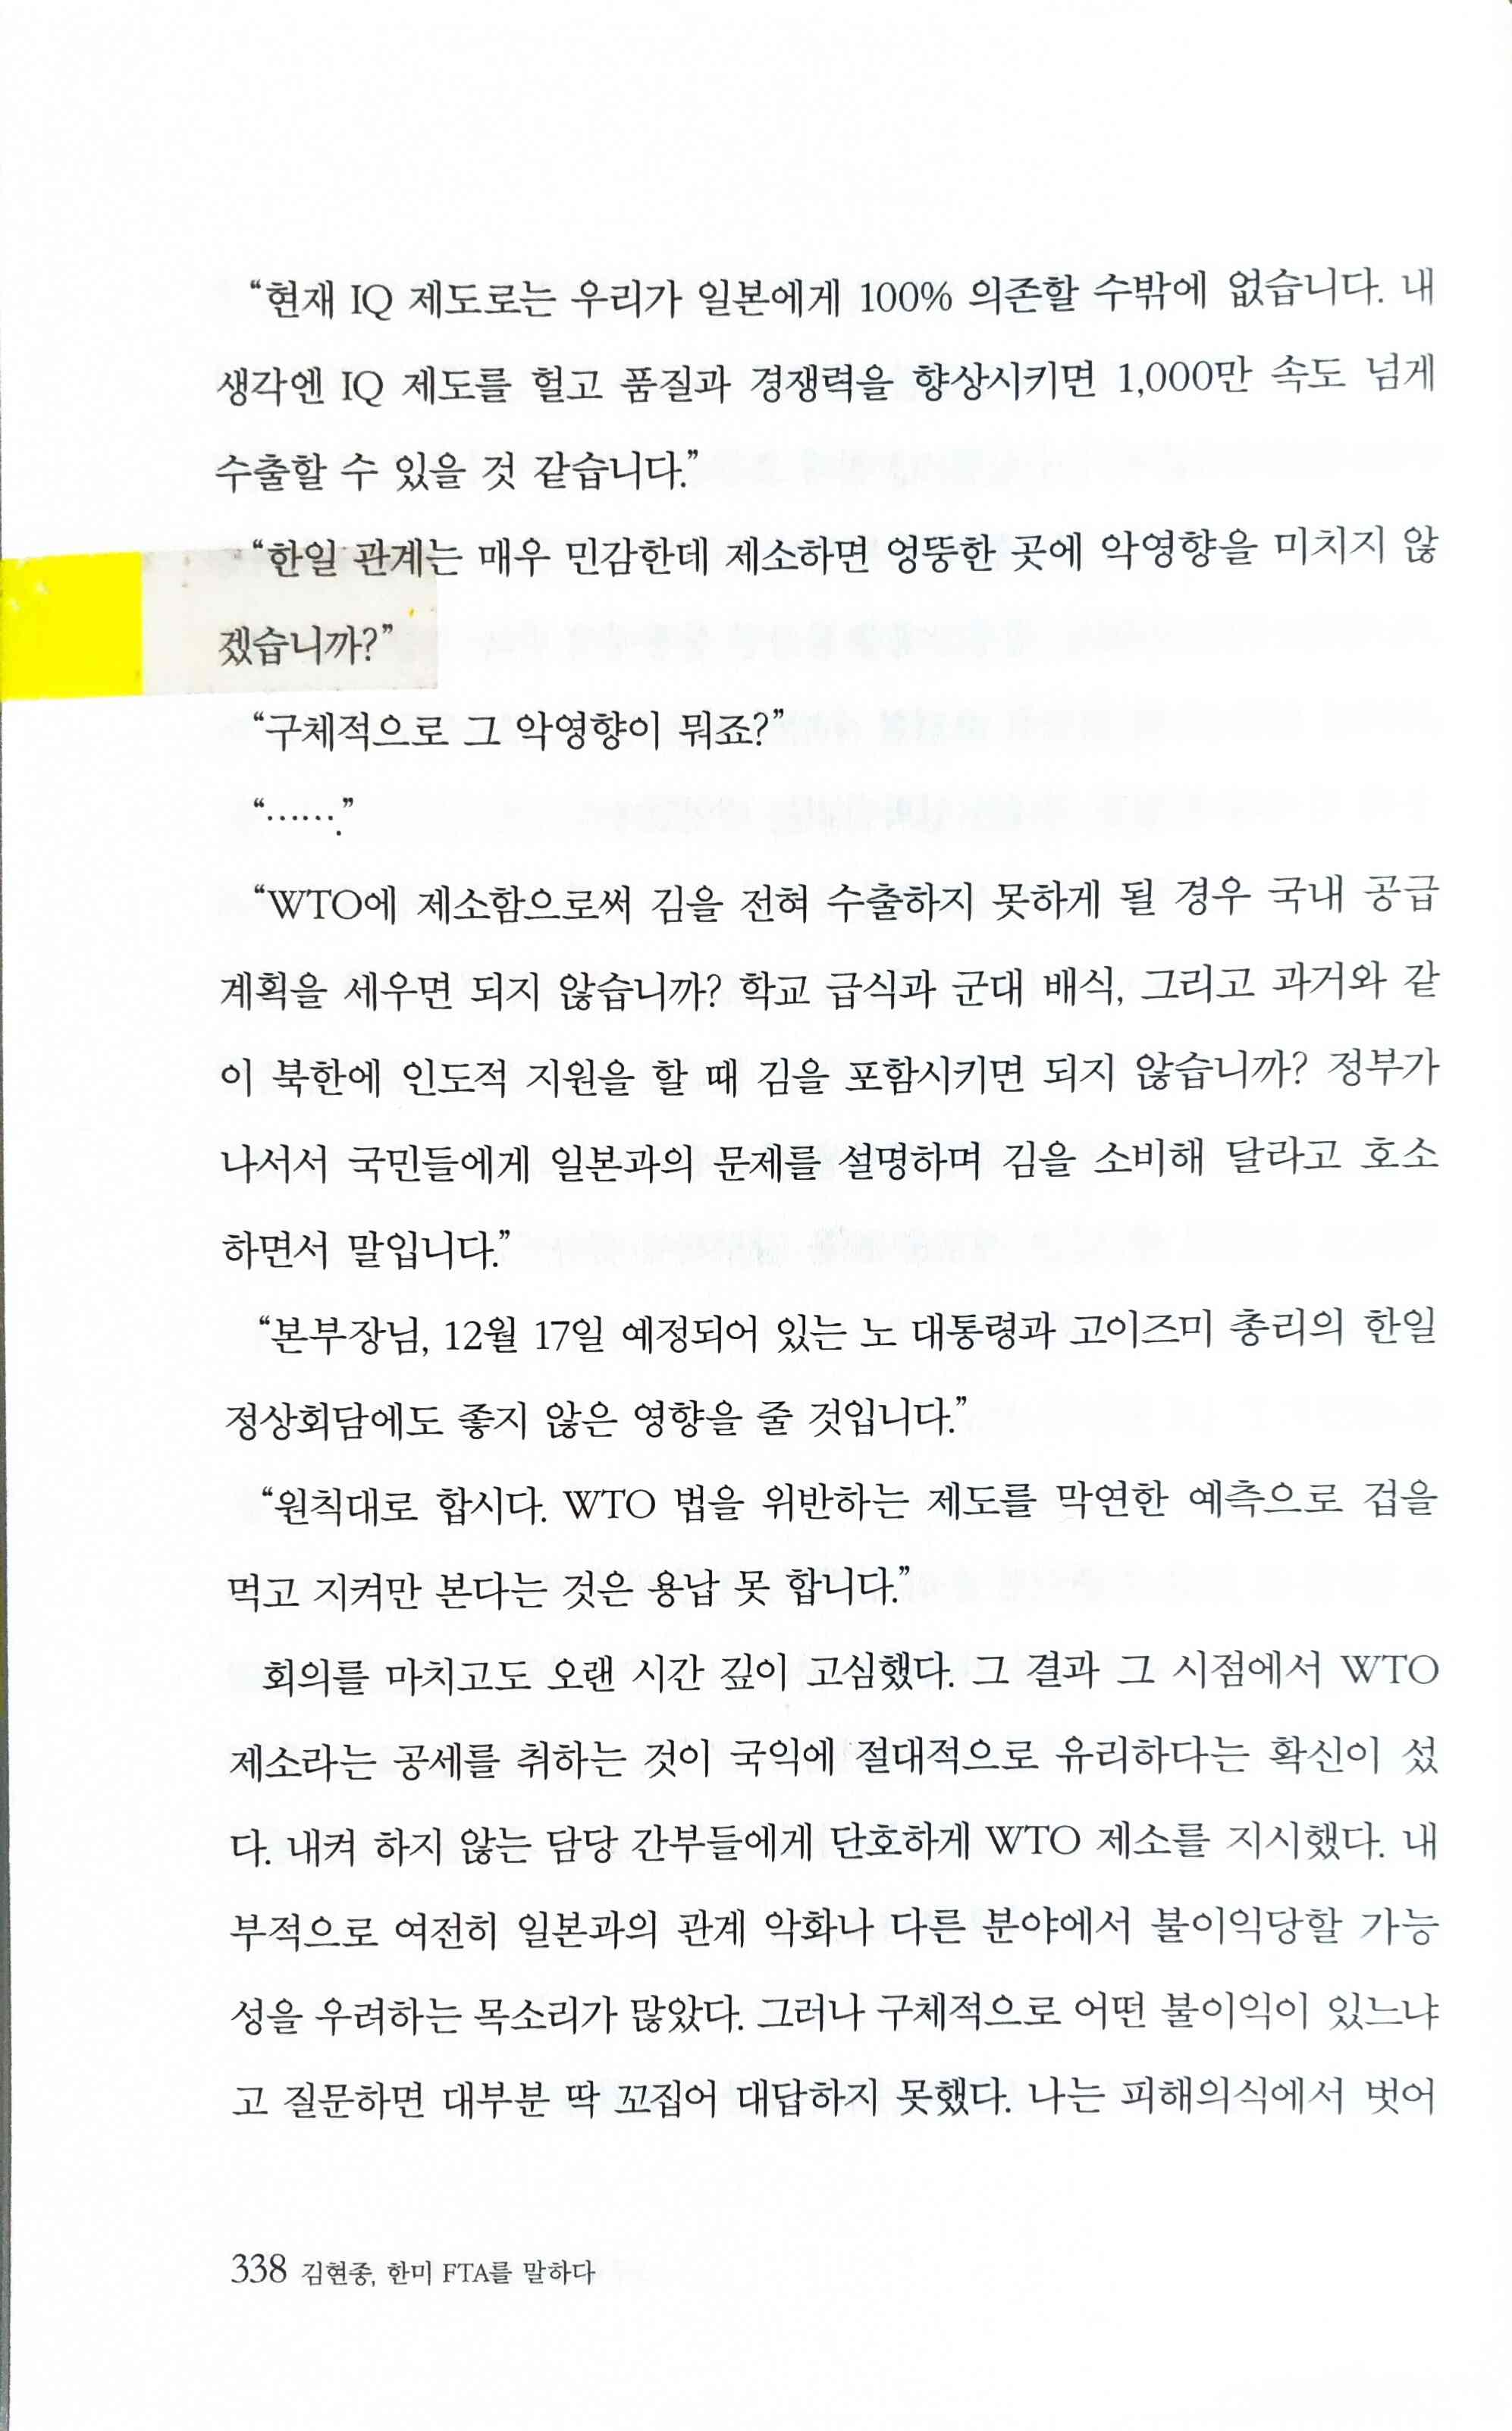 “현재 IQ 제도로는 우리가 일본에게 100% 의존할 수밖에 없습니다. 내
생각엔 IQ 제도를 헐고 품질과 경쟁력을 향상시키면 1,000만 속도 넘게
수출할 수 있을 것 같습니다.”
“한일 관계는 매우 민감한데 제소하면 엉뚱한 곳에 악영향을 미치지 않
겠습니까?”
“구체적으로 그 악영향이 뭐죠?”
“…….”
“WTO에 제소함으로써 김을 전혀 수출하지 못하게 될 경우 국내 공급
계획을 세우면 되지 않습니까? 학교 급식과 군대 배식, 그리고 과거와 같
이 북한에 인도적 지원을 할 때 김을 포함시키면 되지 않습니까? 정부가
나서서 국민들에게 일본과의 문제를 설명하며 김을 소비해 달라고 호소
하면서 말입니다.”
“본부장님, 12월 17일 예정되어 있는 노 대통령과 고이즈미 총리의 한일
정상회담에도 좋지 않은 영향을 줄 것입니다.”
“원칙대로 합시다. WTO 법을 위반하는 제도를 막연한 예측으로 겁을
먹고 지켜만 본다는 것은 용납 못 합니다.”
회의를 마치고도 오랜 시간 깊이 고심했다. 그 결과 그 시점에서 WTO
제소라는 공세를 취하는 것이 국익에 절대적으로 유리하다는 확신이 섰
다. 내켜 하지 않는 담당 간부들에게 단호하게 WTO 제소를 지시했다. 내
부적으로 여전히 일본과의 관계 악화나 다른 분야에서 불이익당할 가능
성을 우려하는 목소리가 많았다. 그러나 구체적으로 어떤 불이익이 있느냐
고 질문하면 대부분 딱 꼬집어 대답하지 못했다. 나는 피해의식에서 벗어
338 김현종, 한미 FTA를 말하다